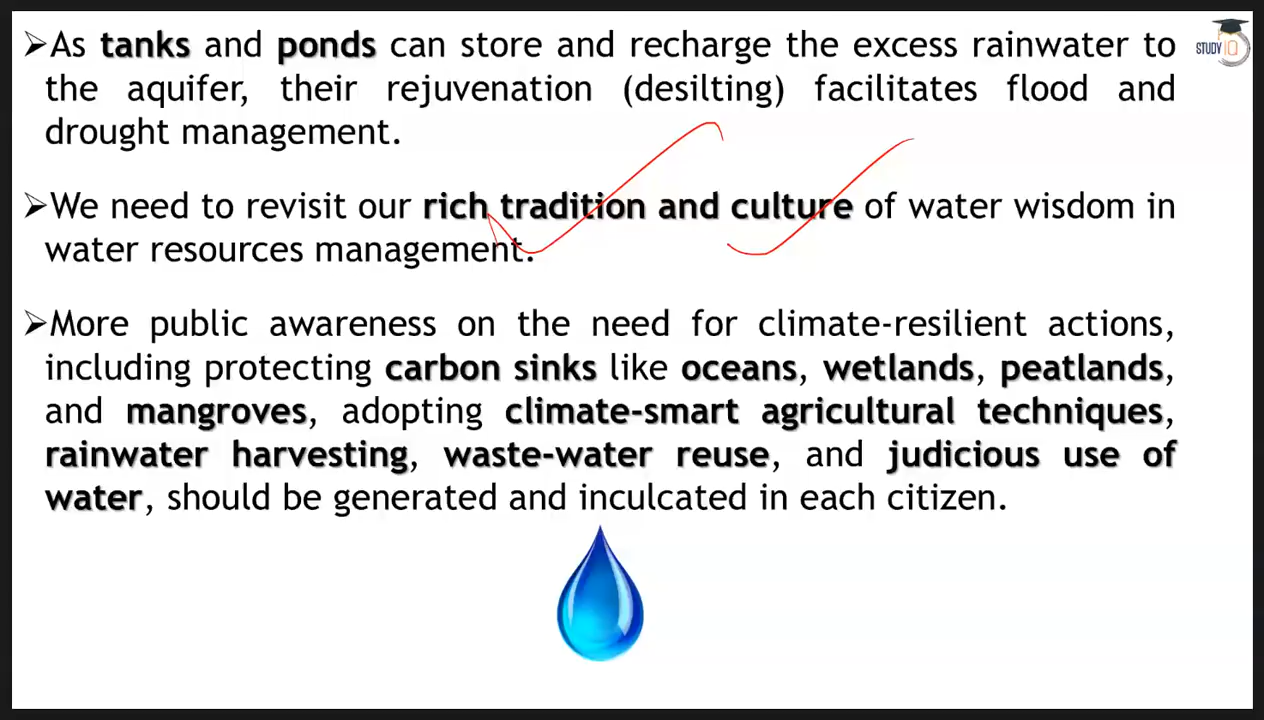 ➢As tanks and ponds can store and recharge the excess rainwater to
the aquifer, their rejuvenation (desilting) facilitates flood and
drought management.
➢We need to revisit our rich tradition and culture of water wisdom in
water resources management.
➢More public awareness on the need for climate-resilient actions,
including protecting carbon sinks like oceans, wetlands, peatlands,
and mangroves, adopting climate-smart agricultural techniques,
rainwater harvesting, waste-water reuse, and judicious use of
water, should be generated and inculcated in each citizen.
STUDY IQ